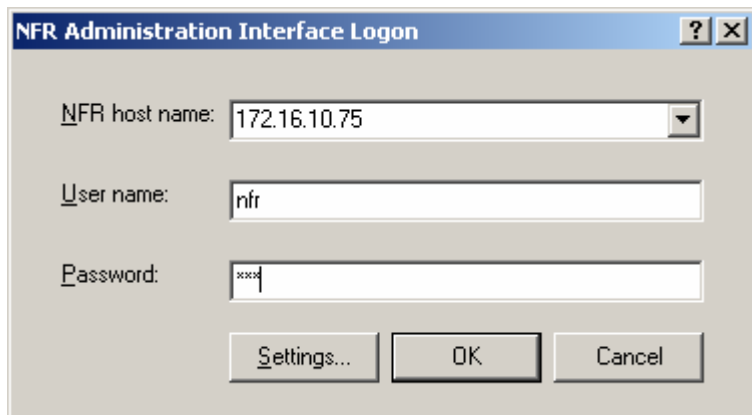 NFR Administration Interface Logon
NFR host name: 172.16.10.75
User name: nfr
Password: ***
Settings... OK Cancel